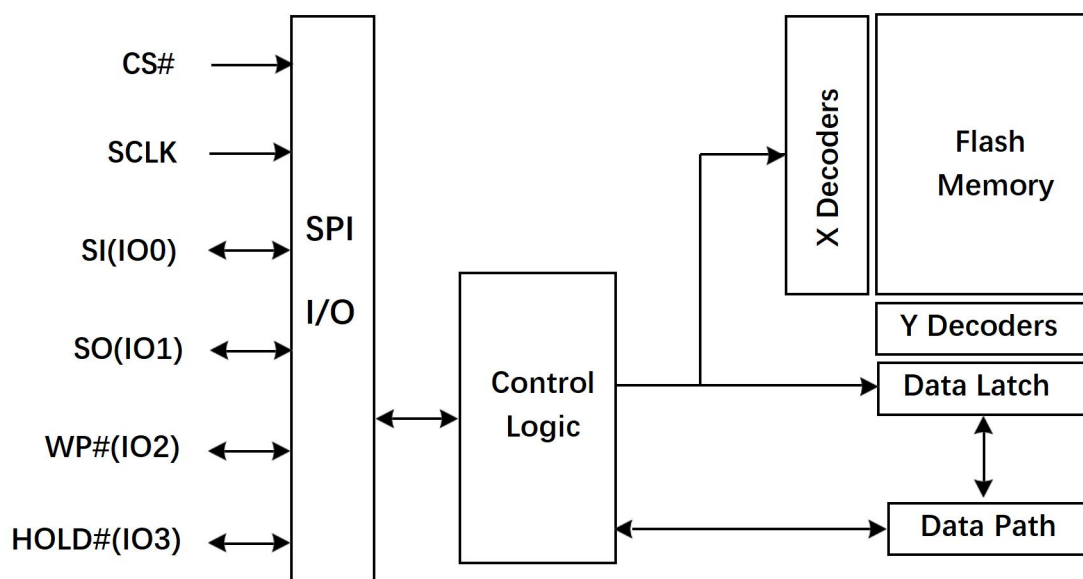 CS#
SCLK
SI(IO0)
SO(IO1)
WP#(IO2)
HOLD#(IO3)
SPI
I/O
Control
Logic
X Decoders
Flash
Memory
Y Decoders
Data Latch
Data Path